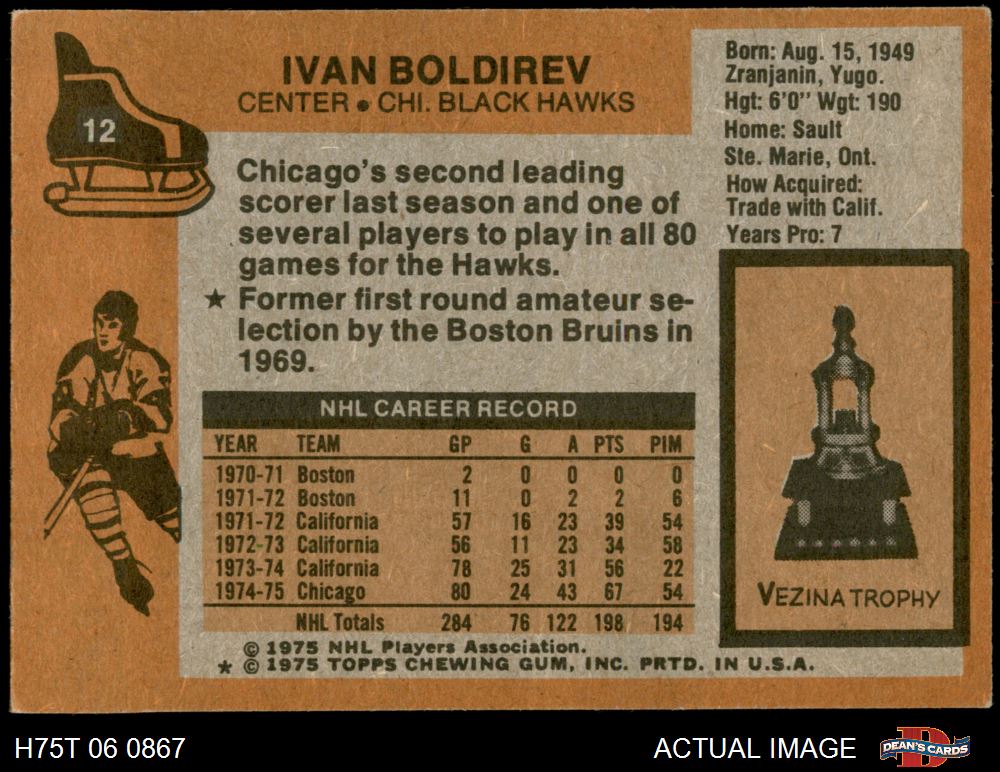 12
IVAN BOLDIREV
CENTER • CHI. BLACK HAWKS
Born: Aug. 15, 1949
Zranjanin, Yugo.
Hgt: 6'0" Wgt: 190
Home: Sault
Ste. Marie, Ont.
How Acquired:
Trade with Calif.
Years Pro: 7
Chicago's second leading
scorer last season and one of
several players to play in all 80
games for the Hawks.
★ Former first round amateur se-
lection by the Boston Bruins in
1969.
NHL CAREER RECORD
YEAR TEAM GP G A PTS PIM
1970-71 Boston 2 0 0 0 0
1971-72 Boston 11 0 2 2 6
1971-72 California 57 16 23 39 54
1972-73 California 56 11 23 34 58
1973-74 California 78 25 31 56 22
1974-75 Chicago 80 24 43 67 54
NHL Totals 284 76 122 198 194
VEZINA TROPHY
© 1975 NHL Players Association.
★ © 1975 TOPPS CHEWING GUM, INC. PRTD. IN U.S.A.
H75T 06 0867
ACTUAL IMAGE
D
DEAN'S CARDS